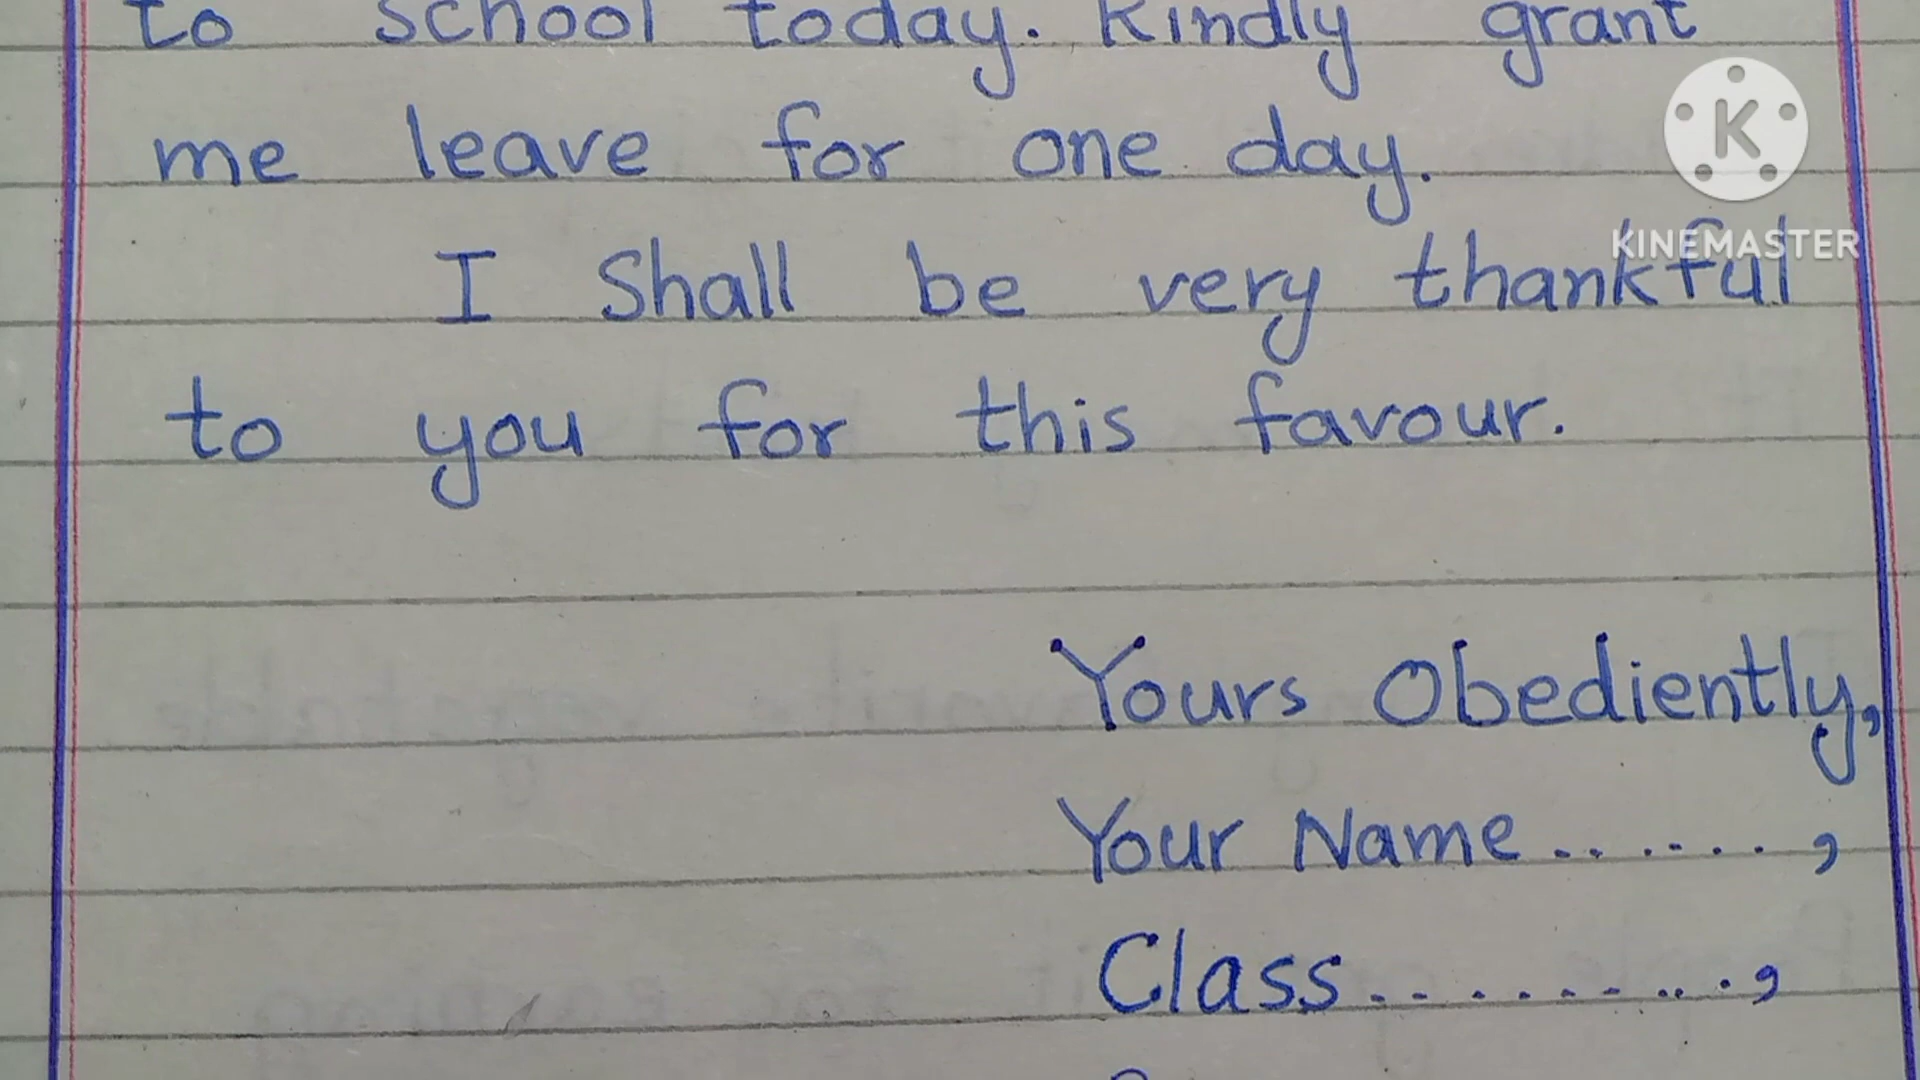 to school today. Kindly grant
me leave for one day.
KINEMASTER
I Shall be very thankful
to you for this favour.
Yours Obediently,
Your Name.......,
Class..........,